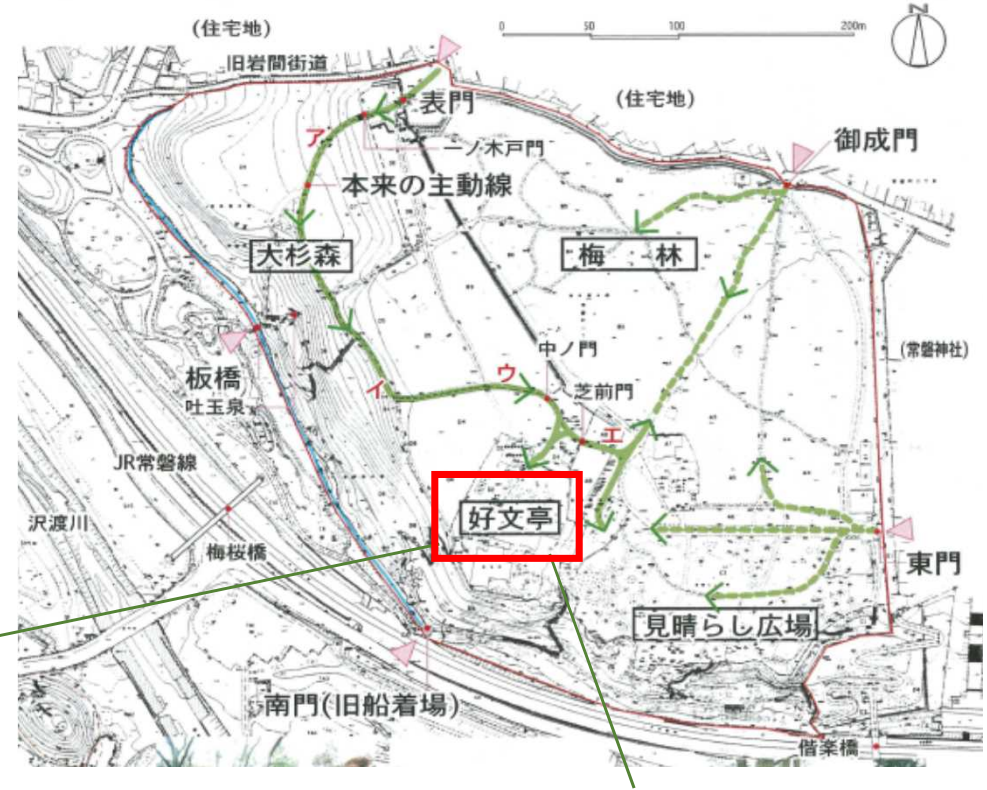 (住宅地)
0 50 100 200m
N
旧岩間街道
表門
(住宅地)
御成門
ア
一ノ木戸門
本来の主動線
大杉森
梅 林
中ノ門
(常磐神社)
板橋
イ
ウ
芝前門
吐玉泉
エ
JR常磐線
好文亭
沢渡川
梅桜橋
東門
見晴らし広場
南門(旧船着場)
偕楽橋